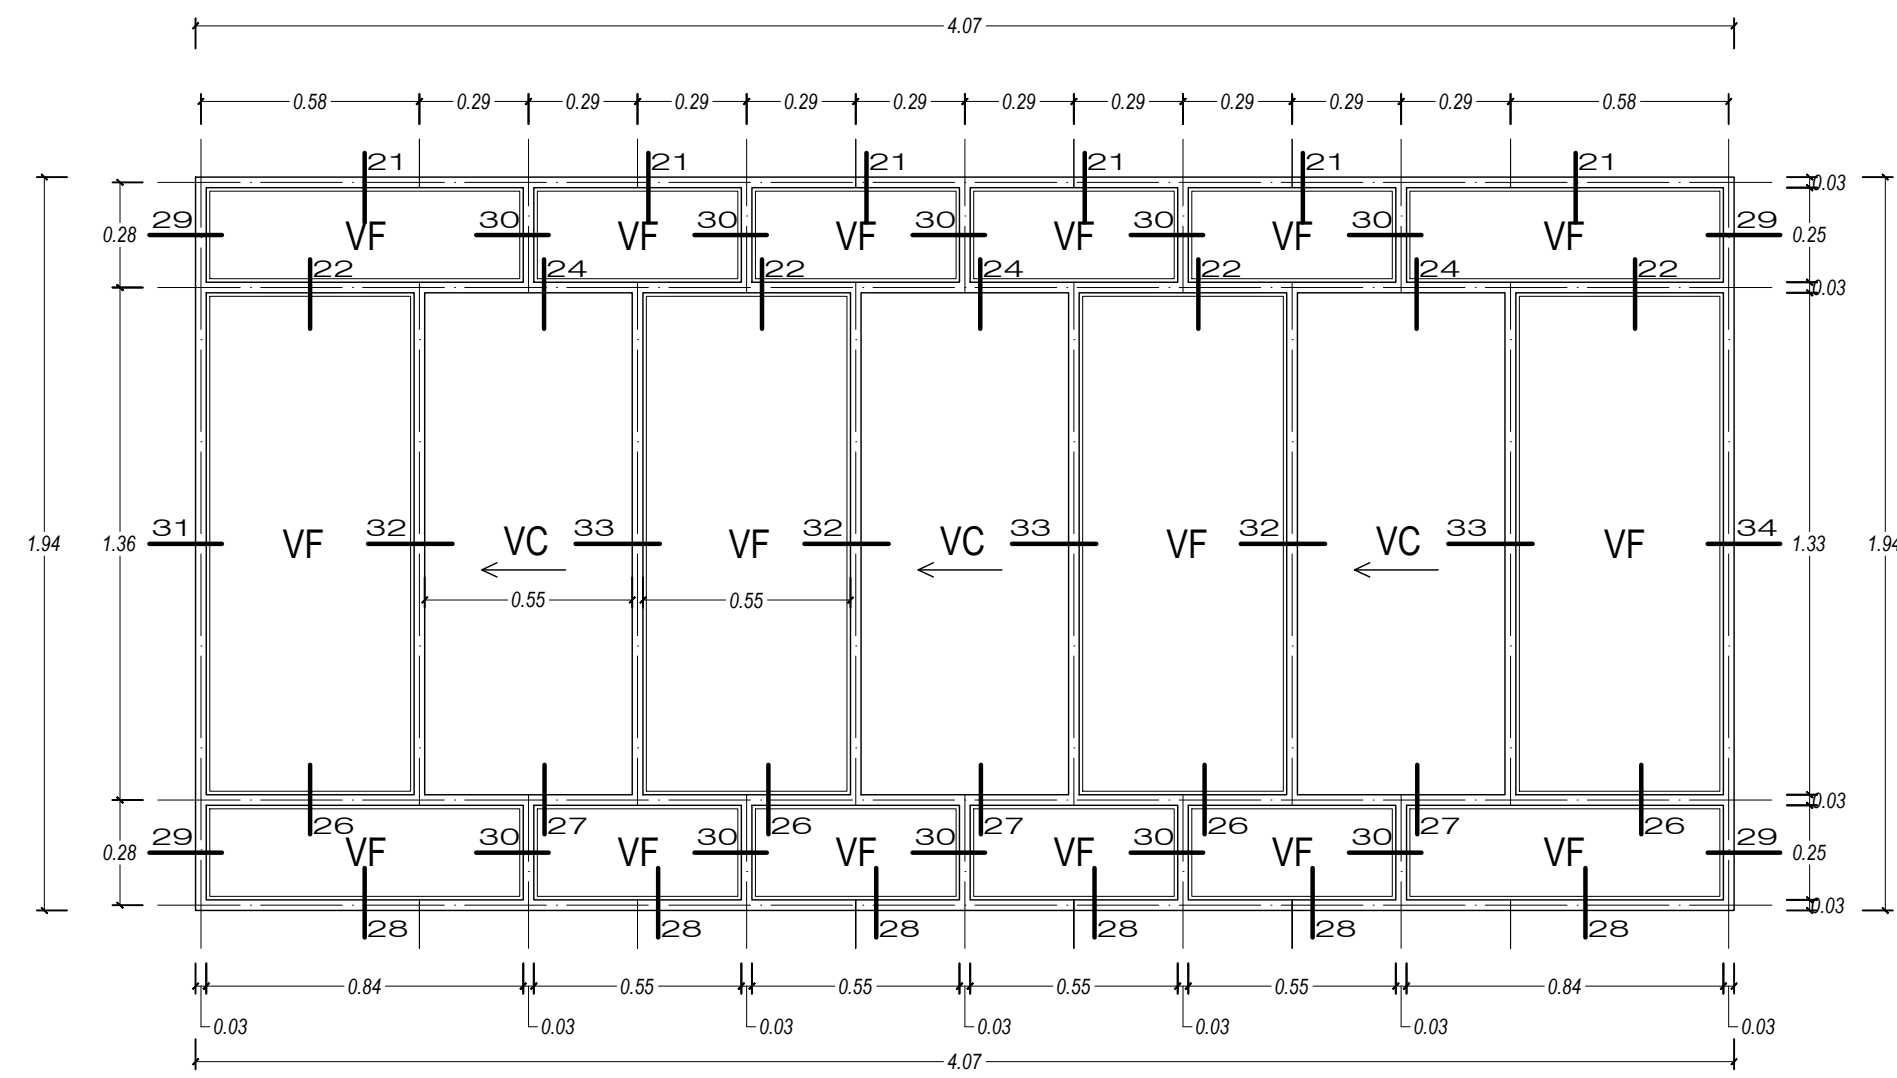 4.07
0.58 0.29 0.29 0.29 0.29 0.29 0.29 0.29 0.29 0.29 0.29 0.58
21 21 21 21 21 21
0.03
29 30 30 30 30 30 29
0.28 VF VF VF VF VF VF 0.25
22 24 22 24 22 24 22
0.03
31 32 33 32 33 32 33 34
1.94 1.36 VF VC VF VC VF VC VF 1.33 1.94
0.55 0.55
0.03
26 27 26 27 26 27 26
29 30 30 30 30 30 29
0.28 VF VF VF VF VF VF 0.25
0.03
28 28 28 28 28 28
0.84 0.55 0.55 0.55 0.55 0.84
0.03 0.03 0.03 0.03 0.03 0.03 0.03
4.07